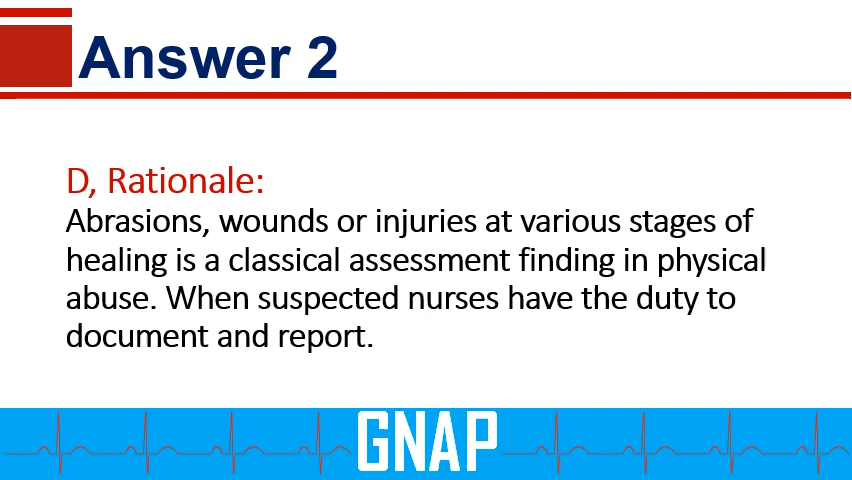 Answer 2
D, Rationale:
Abrasions, wounds or injuries at various stages of
healing is a classical assessment finding in physical
abuse. When suspected nurses have the duty to
document and report.
GNAP